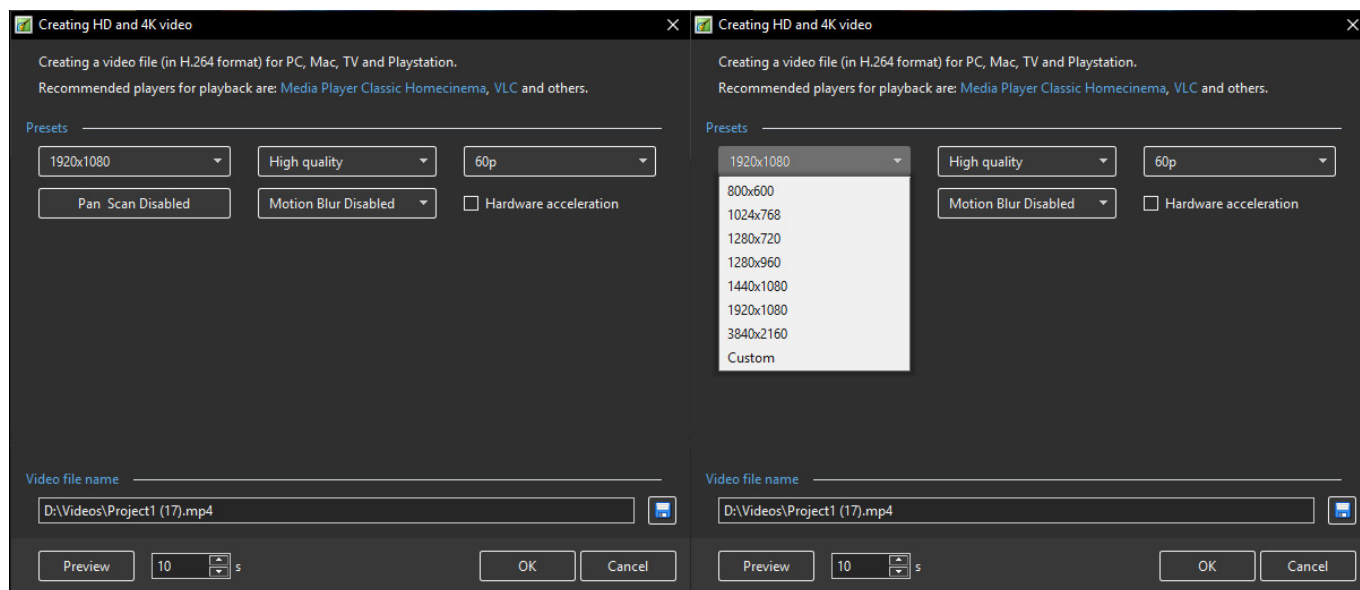 Creating HD and 4K video
Creating a video file (in H.264 format) for PC, Mac, TV and Playstation.
Recommended players for playback are: Media Player Classic Homecinema, VLC and others.
Presets
1920x1080
High quality
60p
Pan Scan Disabled
Motion Blur Disabled
Hardware acceleration
Video file name
D:\Videos\Project1 (17).mp4
Preview
10
s
OK
Cancel
Creating HD and 4K video
Creating a video file (in H.264 format) for PC, Mac, TV and Playstation.
Recommended players for playback are: Media Player Classic Homecinema, VLC and others.
Presets
1920x1080
High quality
60p
800x600
1024x768
1280x720
1280x960
1440x1080
1920x1080
3840x2160
Custom
Motion Blur Disabled
Hardware acceleration
Video file name
D:\Videos\Project1 (17).mp4
Preview
10
s
OK
Cancel